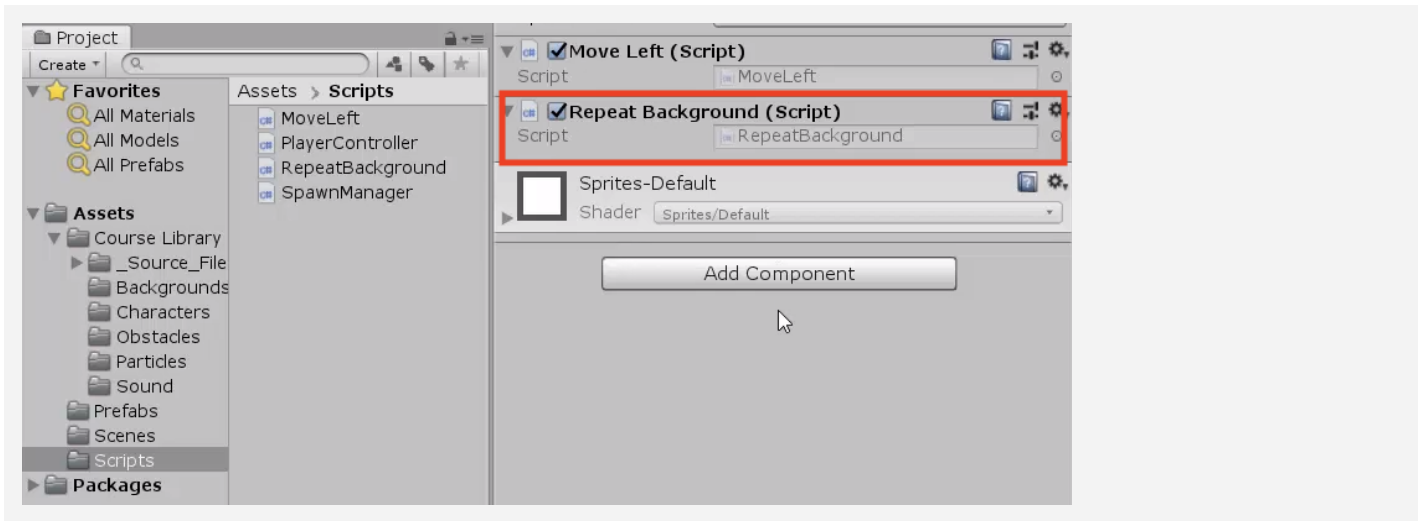 Project
Create
Favorites
All Materials
All Models
All Prefabs
Assets
Course Library
_Source_File
Backgrounds
Characters
Obstacles
Particles
Sound
Prefabs
Scenes
Scripts
Packages
Assets > Scripts
MoveLeft
PlayerController
RepeatBackground
SpawnManager
Move Left (Script)
Script MoveLeft
Repeat Background (Script)
Script RepeatBackground
Sprites-Default
Shader Sprites/Default
Add Component